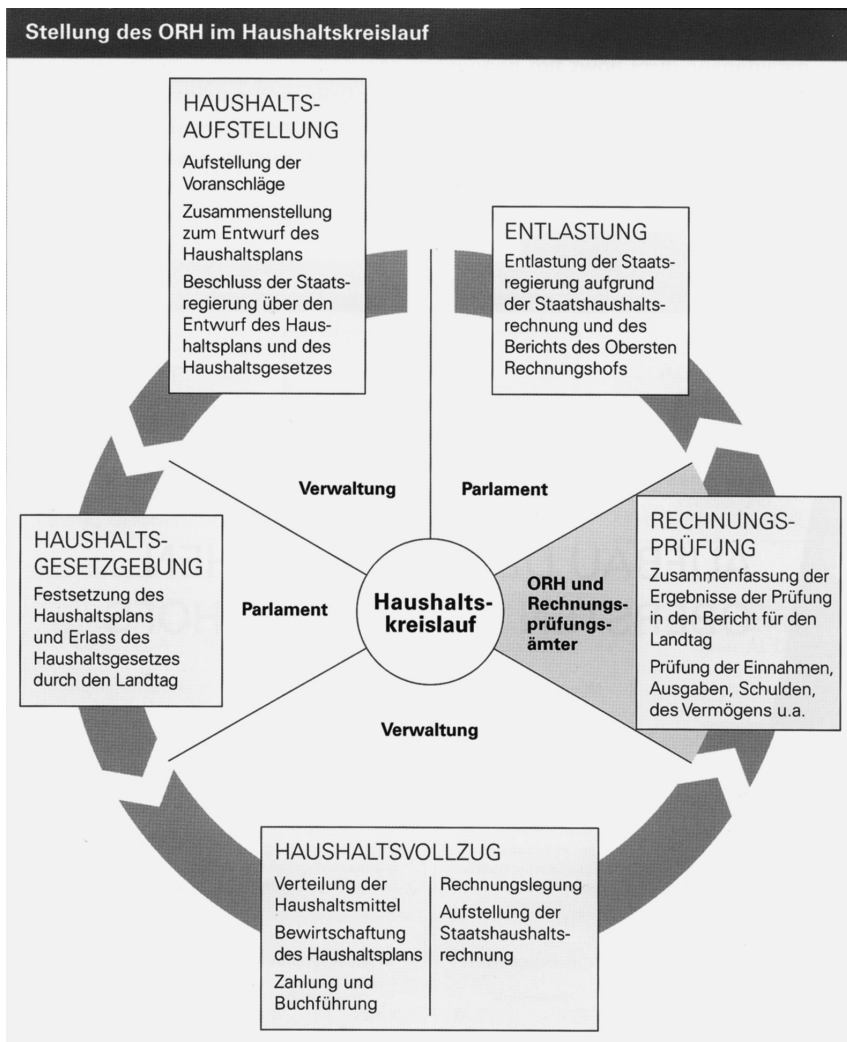 Stellung des ORH im Haushaltskreislauf
HAUSHALTS-
AUFSTELLUNG
Aufstellung der
Voranschläge
Zusammenstellung
zum Entwurf des
Haushaltsplans
Beschluss der Staats-
regierung über den
Entwurf des Haus-
haltsplans und des
Haushaltsgesetzes
ENTLASTUNG
Entlastung der Staats-
regierung aufgrund
der Staatshaushalts-
rechnung und des
Berichts des Obersten
Rechnungshofs
Verwaltung
Parlament
HAUSHALTS-
GESETZGEBUNG
Festsetzung des
Haushaltsplans
und Erlass des
Haushaltsgesetzes
durch den Landtag
Parlament
Haushalts-
kreislauf
ORH und
Rechnungs-
prüfungs-
ämter
RECHNUNGS-
PRÜFUNG
Zusammenfassung der
Ergebnisse der Prüfung
in den Bericht für den
Landtag
Prüfung der Einnahmen,
Ausgaben, Schulden,
des Vermögens u.a.
Verwaltung
HAUSHALTSVOLLZUG
Verteilung der
Haushaltsmittel
Bewirtschaftung
des Haushaltsplans
Zahlung und
Buchführung
Rechnungslegung
Aufstellung der
Staatshaushalts-
rechnung